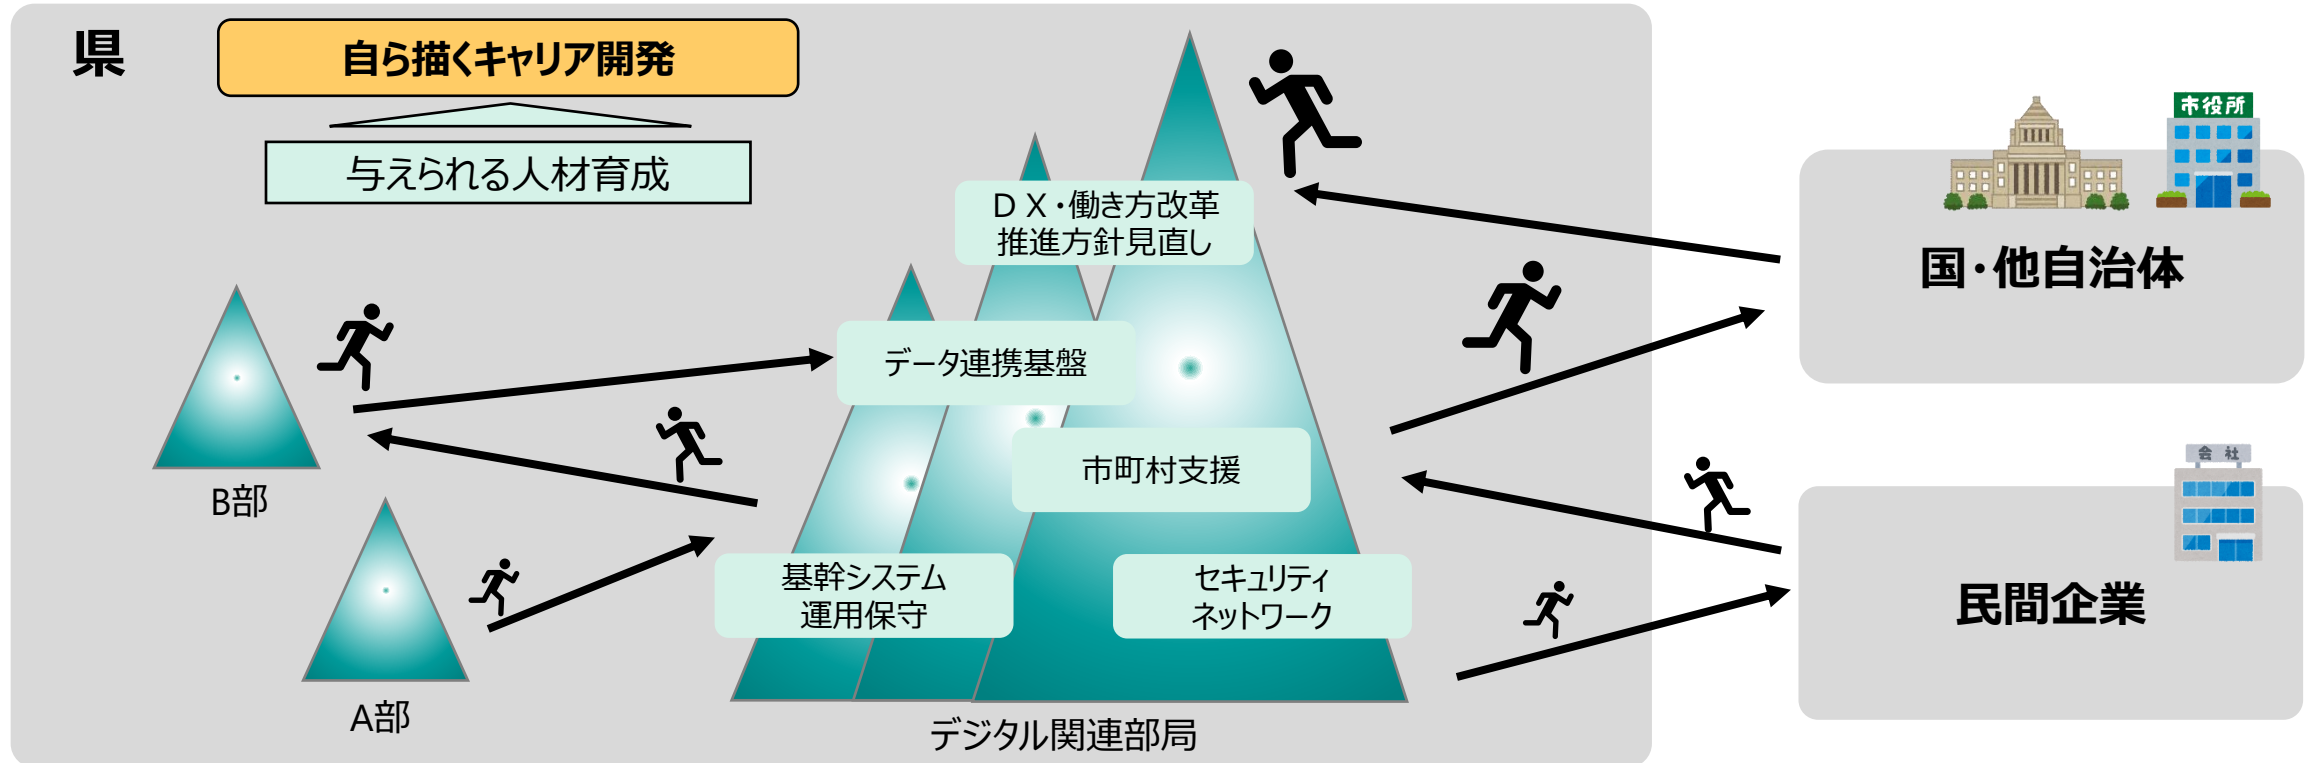 県
自ら描くキャリア開発
与えられる人材育成
ＤＸ・働き方改革
推進方針見直し
データ連携基盤
市町村支援
基幹システム
運用保守
セキュリティ
ネットワーク
B部
A部
デジタル関連部局
市役所
国・他自治体
会社
民間企業